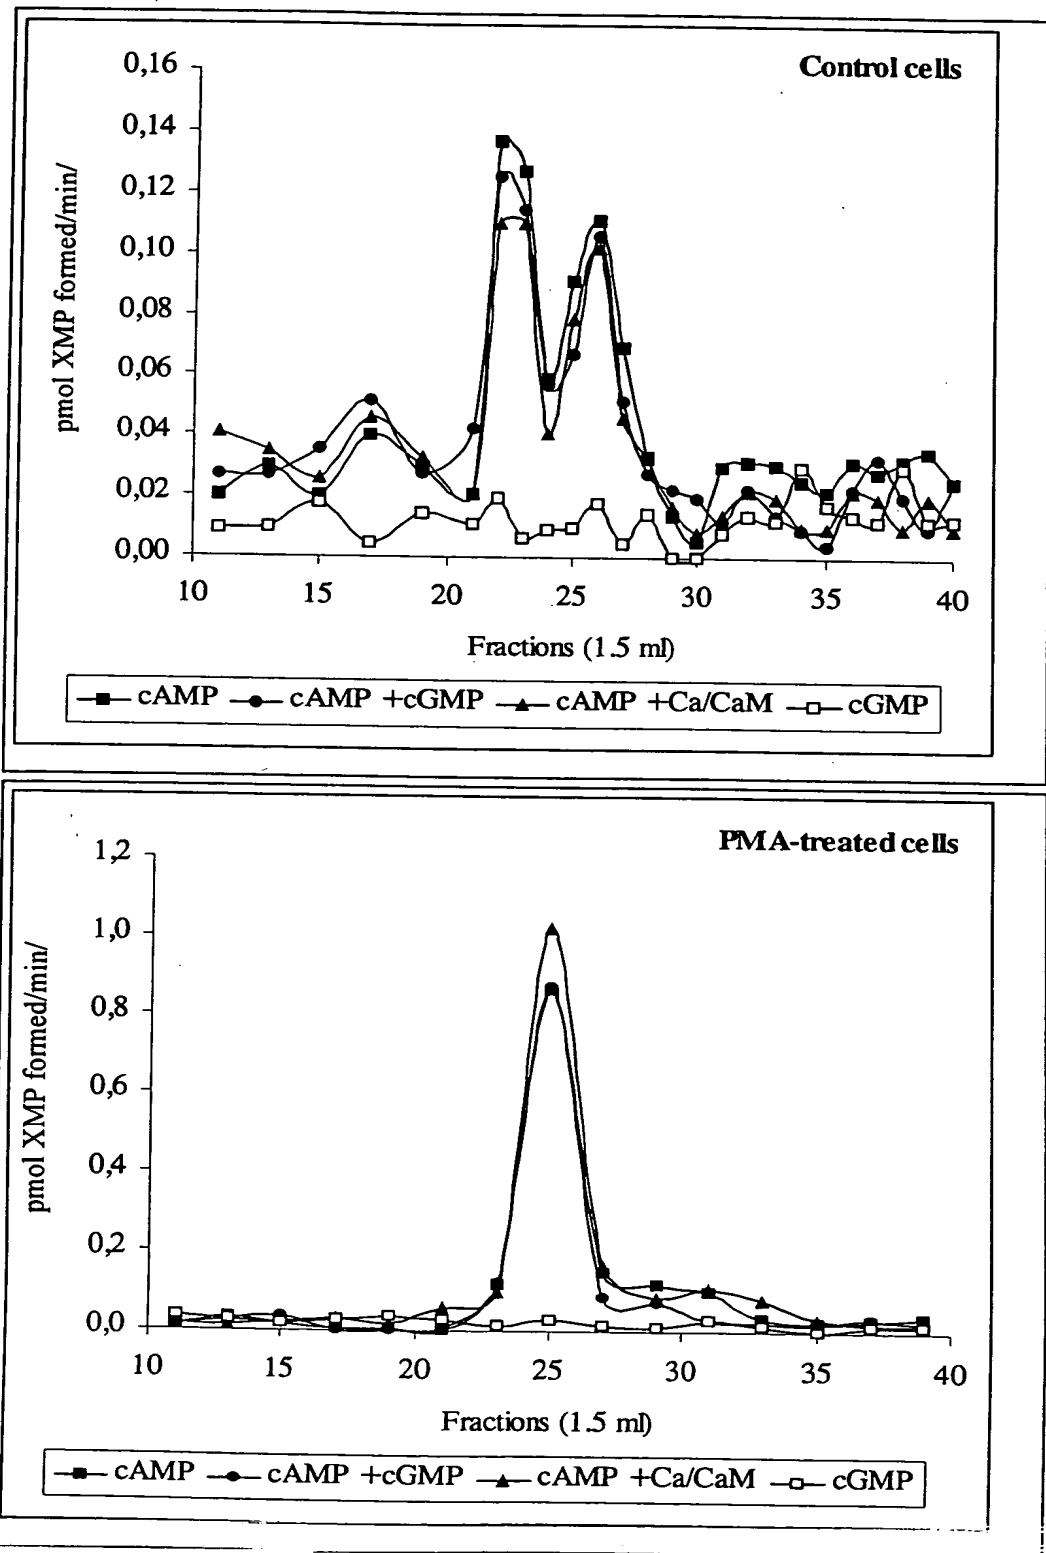 Control cells
0,16
0,14
0,12
0,10
0,08
0,06
0,04
0,02
0,00
pmol XMP formed/min/
10 15 20 25 30 35 40
Fractions (1.5 ml)
cAMP cAMP +cGMP cAMP +Ca/CaM cGMP
PMA-treated cells
1,2
1,0
0,8
0,6
0,4
0,2
0,0
pmol XMP formed/min/
10 15 20 25 30 35 40
Fractions (1.5 ml)
cAMP cAMP +cGMP cAMP +Ca/CaM cGMP